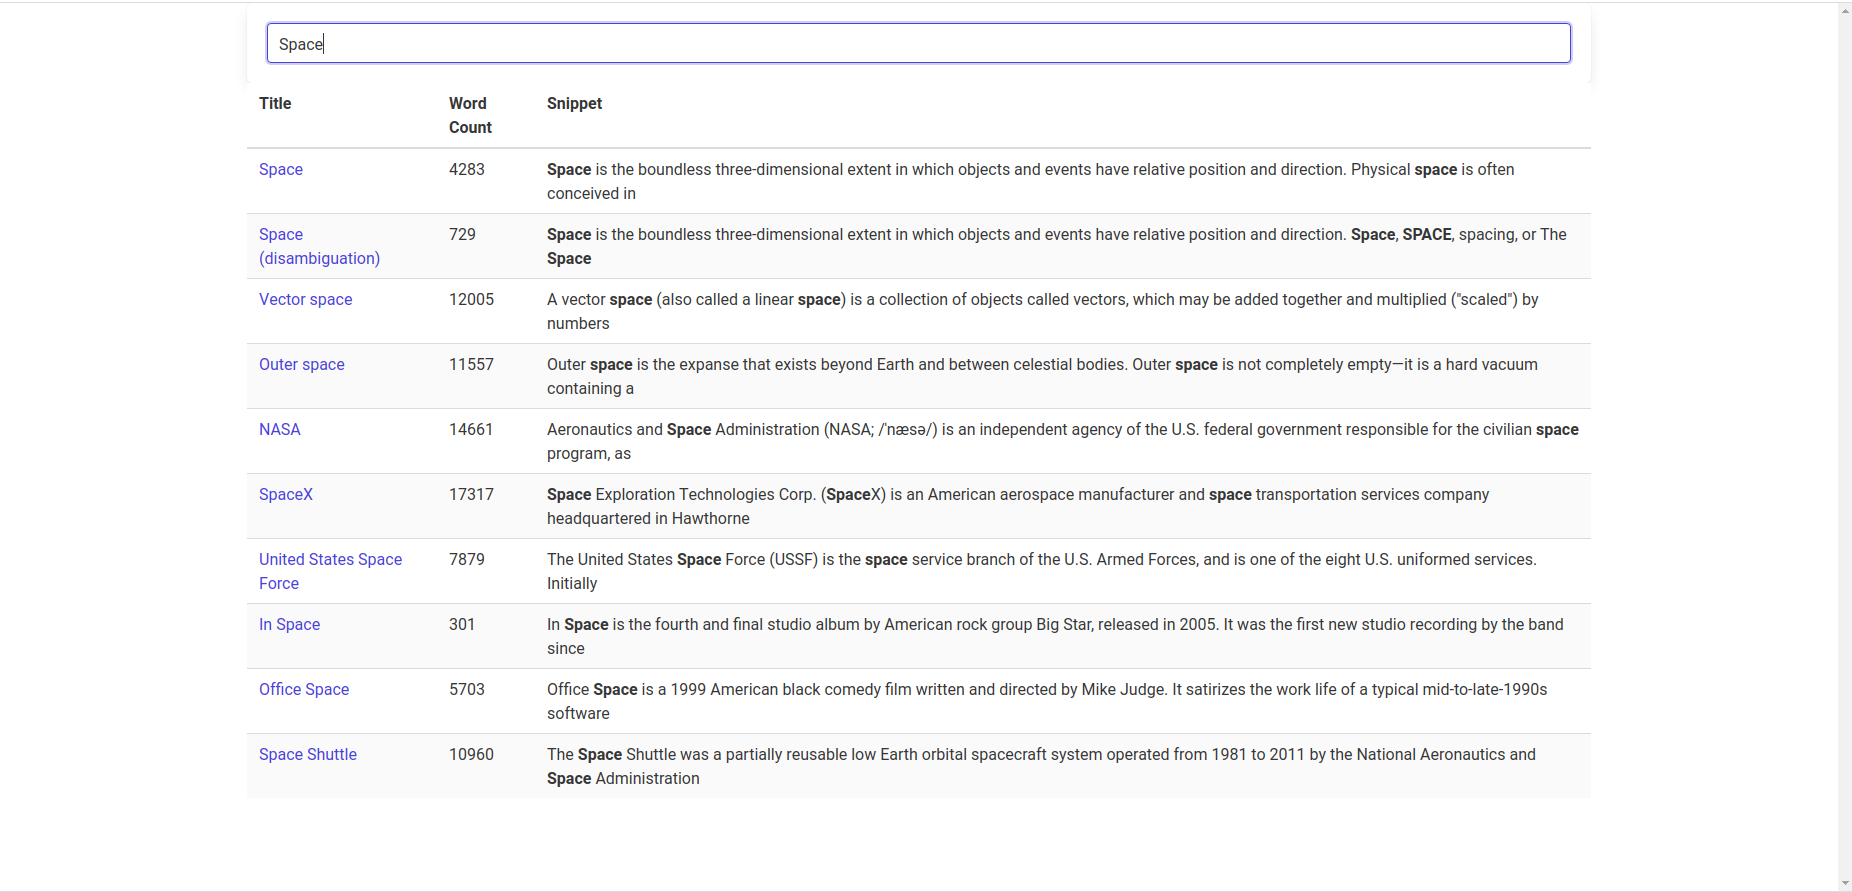 Space
Title Word Snippet
Count
Space 4283 Space is the boundless three-dimensional extent in which objects and events have relative position and direction. Physical space is often
conceived in
Space 729 Space is the boundless three-dimensional extent in which objects and events have relative position and direction. Space, SPACE, spacing, or The
(disambiguation) Space
Vector space 12005 A vector space (also called a linear space) is a collection of objects called vectors, which may be added together and multiplied ("scaled") by
numbers
Outer space 11557 Outer space is the expanse that exists beyond Earth and between celestial bodies. Outer space is not completely empty—it is a hard vacuum
containing a
NASA 14661 Aeronautics and Space Administration (NASA; /ˈnæsə/) is an independent agency of the U.S. federal government responsible for the civilian space
program, as
SpaceX 17317 Space Exploration Technologies Corp. (SpaceX) is an American aerospace manufacturer and space transportation services company
headquartered in Hawthorne
United States Space 7879 The United States Space Force (USSF) is the space service branch of the U.S. Armed Forces, and is one of the eight U.S. uniformed services.
Force Initially
In Space 301 In Space is the fourth and final studio album by American rock group Big Star, released in 2005. It was the first new studio recording by the band
since
Office Space 5703 Office Space is a 1999 American black comedy film written and directed by Mike Judge. It satirizes the work life of a typical mid-to-late-1990s
software
Space Shuttle 10960 The Space Shuttle was a partially reusable low Earth orbital spacecraft system operated from 1981 to 2011 by the National Aeronautics and
Space Administration